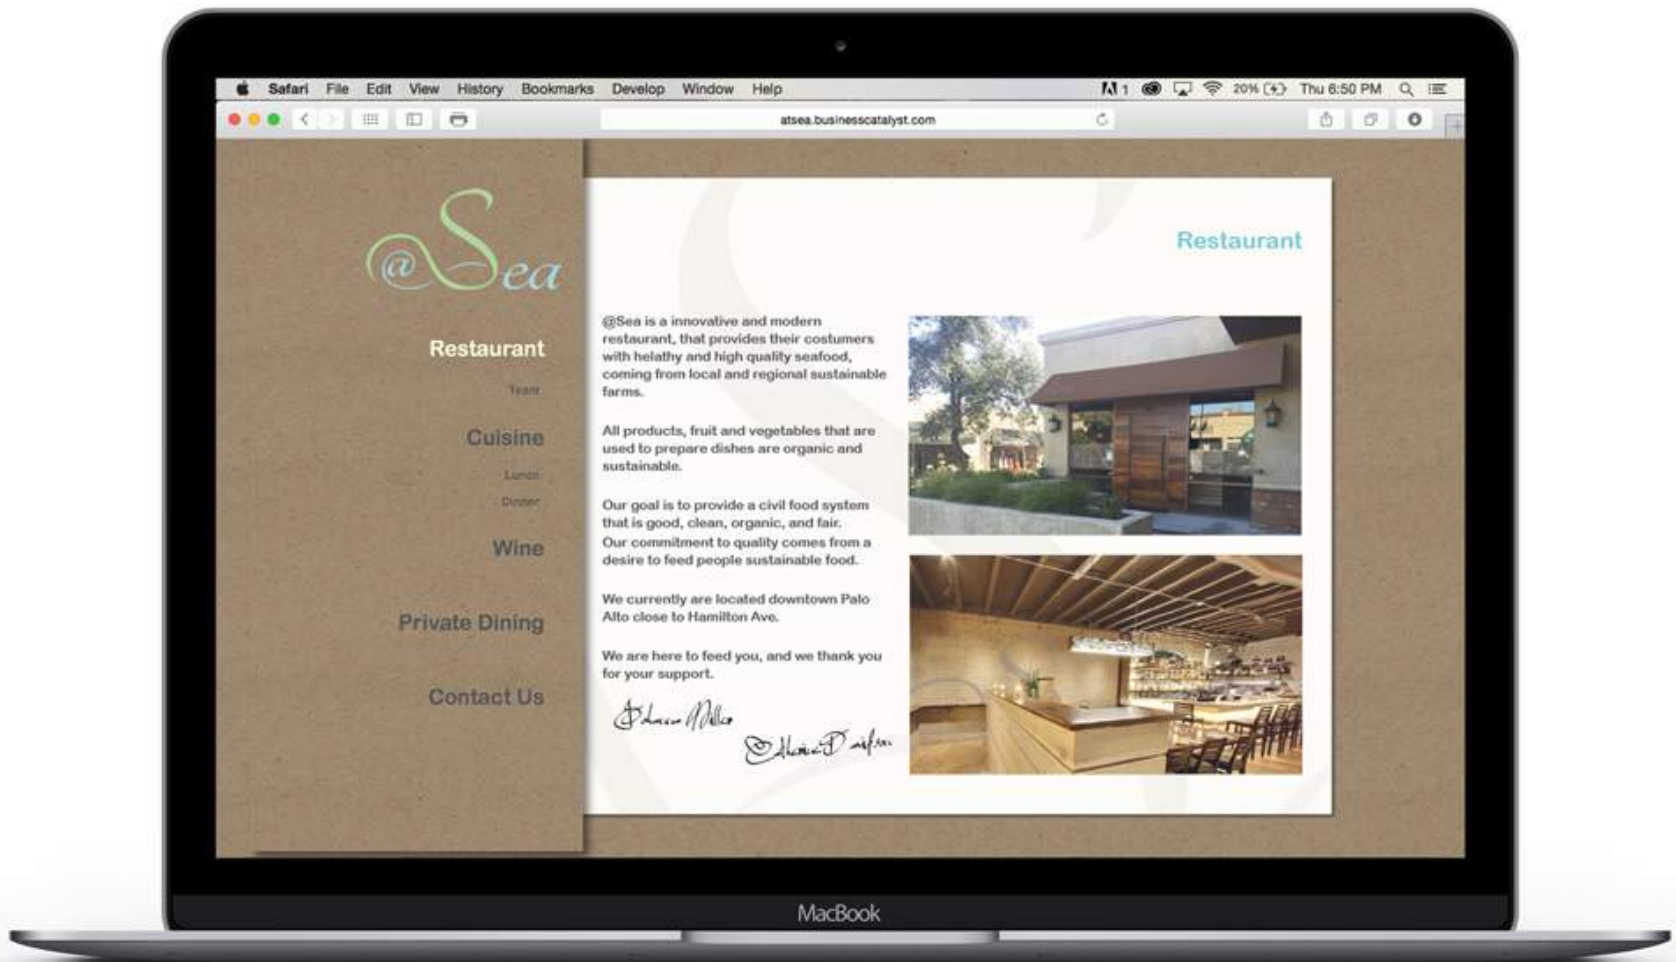 Safari File Edit View History Bookmarks Develop Window Help 1 20% Thu 6:50 PM
atsea.businesscatalyst.com
@Sea
Restaurant
Team
Cuisine
Lunch
Dinner
Wine
Private Dining
Contact Us
Restaurant
@Sea is a innovative and modern
restaurant, that provides their costumers
with helathy and high quality seafood,
coming from local and regional sustainable
farms.
All products, fruit and vegetables that are
used to prepare dishes are organic and
sustainable.
Our goal is to provide a civil food system
that is good, clean, organic, and fair.
Our commitment to quality comes from a
desire to feed people sustainable food.
We currently are located downtown Palo
Alto close to Hamilton Ave.
We are here to feed you, and we thank you
for your support.
MacBook